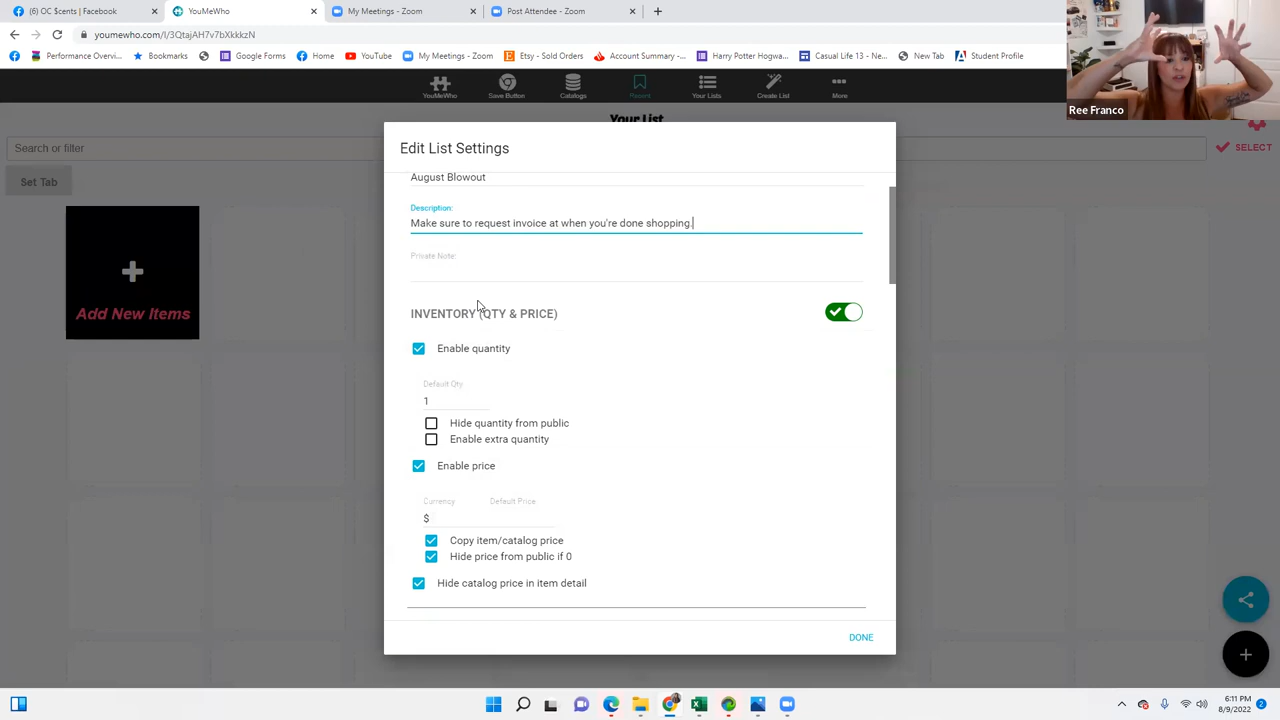 (6) OC $cents | Facebook
YouMeWho
My Meetings - Zoom
Post Attendee - Zoom
youmewho.com/l/3QtajAH7v7bXkkkzN
Performance Overvi...
Bookmarks
Google Forms
Home
YouTube
My Meetings - Zoom
Etsy - Sold Orders
Account Summary -...
Harry Potter Hogwa...
Casual Life 13 – Ne...
New Tab
Student Profile
YouMeWho
Save Button
Catalogs
Recent
Your Lists
Create List
More
Ree Franco
Your List
Search or filter
SELECT
Set Tab
Add New Items
Edit List Settings
August Blowout
Description:
Make sure to request invoice at when you're done shopping.
Private Note:
INVENTORY (QTY & PRICE)
Enable quantity
Default Qty
1
Hide quantity from public
Enable extra quantity
Enable price
Currency
Default Price
$
Copy item/catalog price
Hide price from public if 0
Hide catalog price in item detail
DONE
6:11 PM
8/9/2022
2